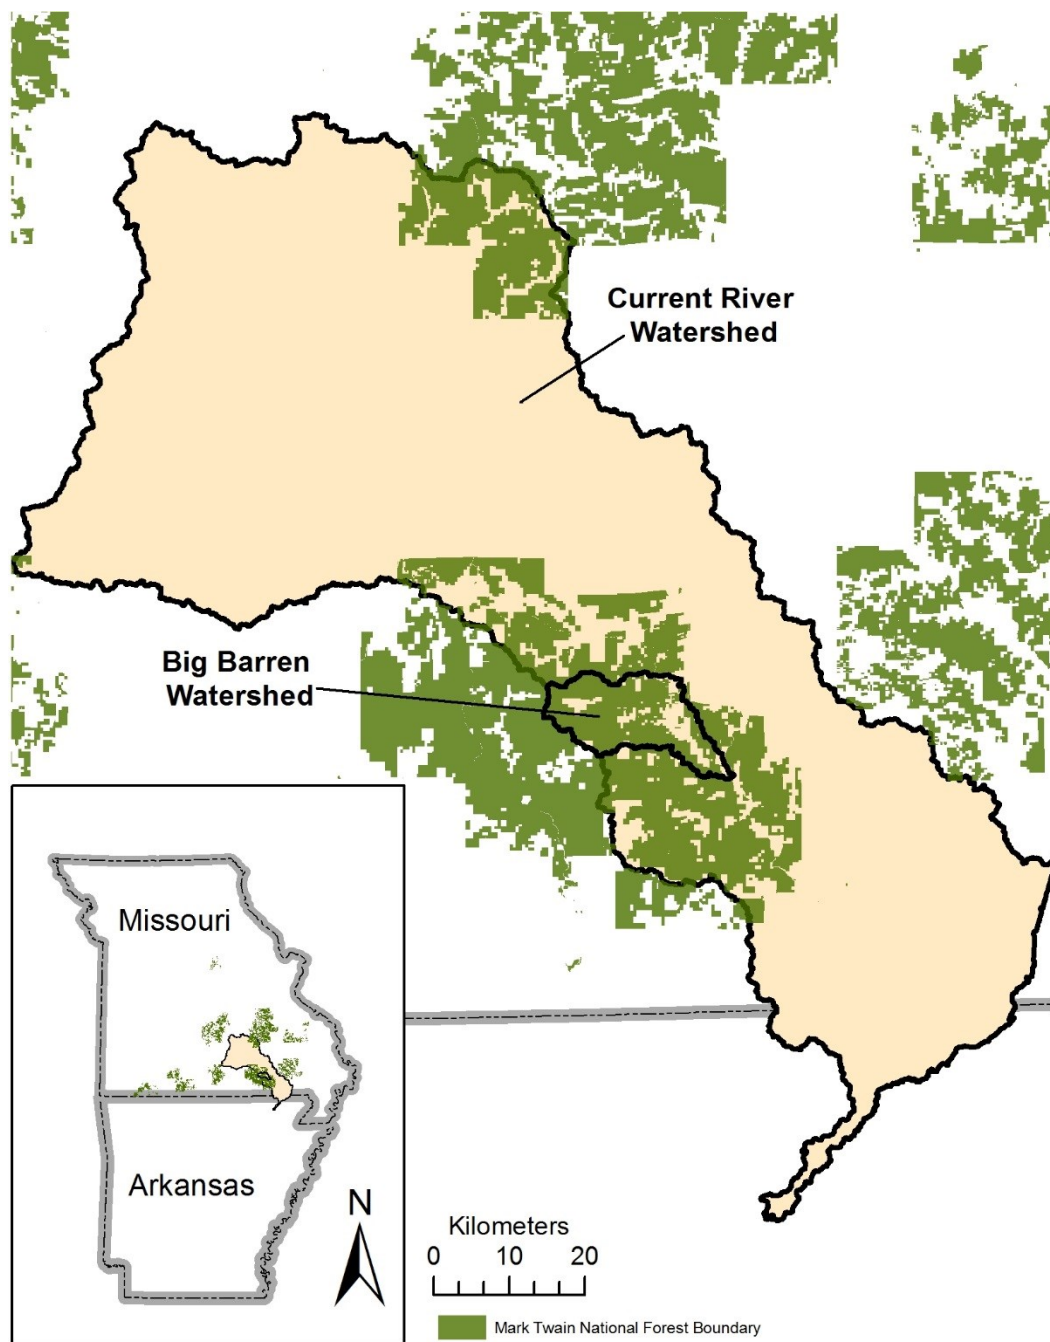 Current River
Watershed
Big Barren
Watershed
Missouri
Arkansas
N
Kilometers
0 10 20
Mark Twain National Forest Boundary